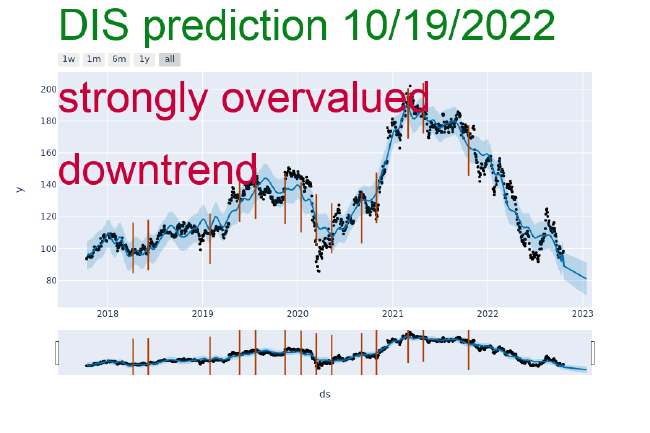 DIS prediction 10/19/2022
1w 1m 6m 1y all
200
strongly overvalued
180
160
downtrend
140
y
120
100
80
2018 2019 2020 2021 2022 2023
ds